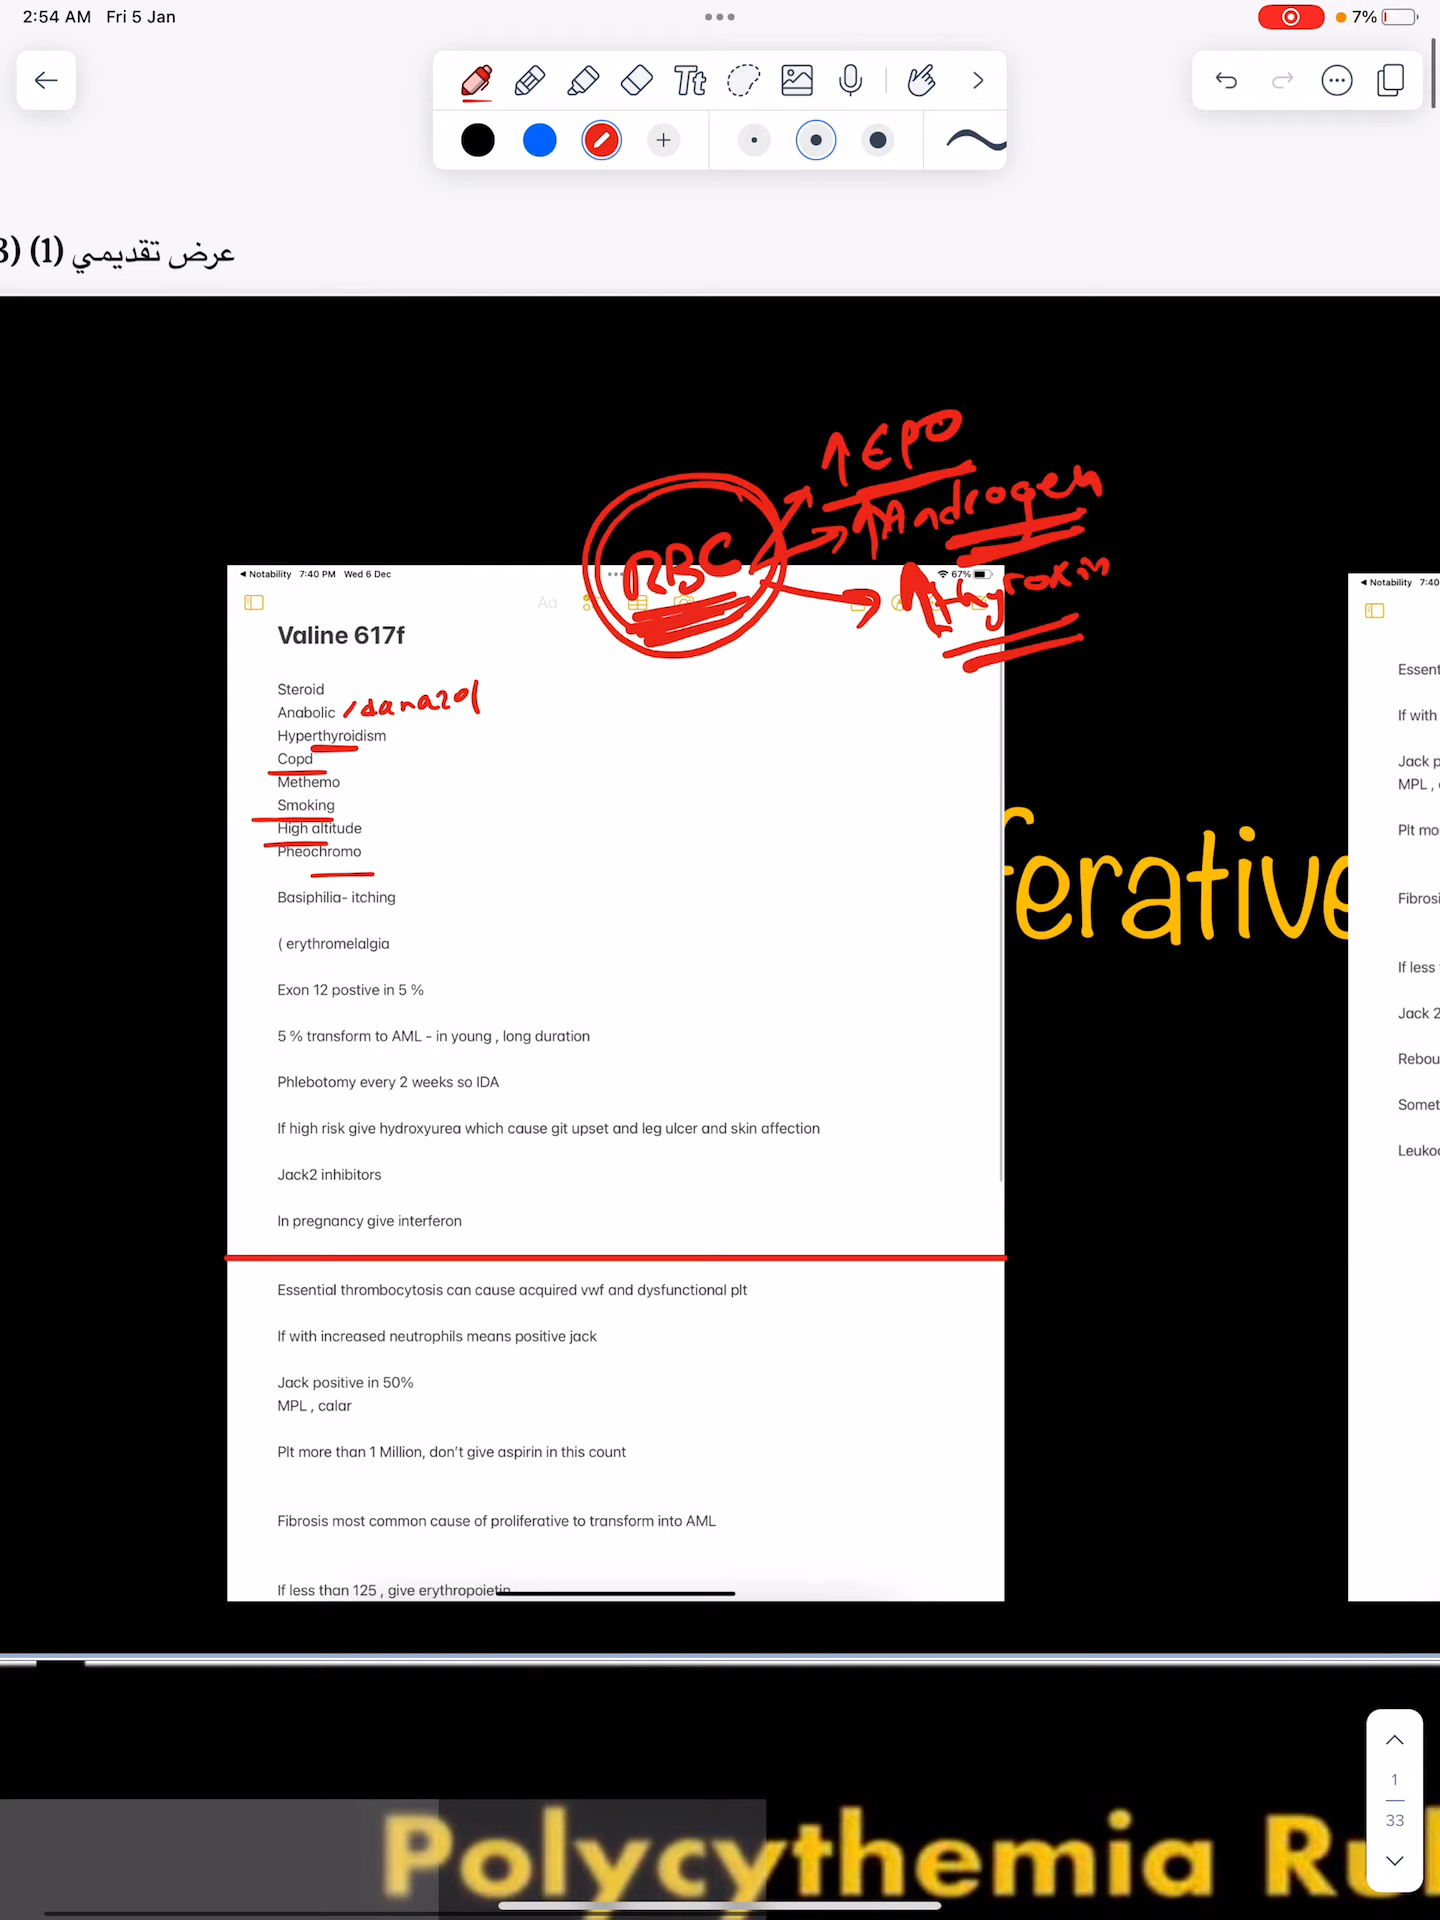 2:54 AM Fri 5 Jan
7%
Tt
عرض تقديمي (1) (3
↑ EPO
↑ Androgen
RBC
↑ thyroxin
Notability 7:40 PM Wed 6 Dec
67%
Aa
Valine 617f
Steroid
Anabolic / danazol
Hyperthyroidism
Copd
Methemo
Smoking
High altitude
Pheochromo
Basiphilia- itching
( erythromelalgia
Exon 12 postive in 5 %
5 % transform to AML - in young , long duration
Phlebotomy every 2 weeks so IDA
If high risk give hydroxyurea which cause git upset and leg ulcer and skin affection
Jack2 inhibitors
In pregnancy give interferon
Essential thrombocytosis can cause acquired vwf and dysfunctional plt
If with increased neutrophils means positive jack
Jack positive in 50%
MPL , calar
Plt more than 1 Million, don't give aspirin in this count
Fibrosis most common cause of proliferative to transform into AML
If less than 125 , give erythropoietin
ferative
Notability 7:40
Essent
If with
Jack p
MPL ,
Plt mo
Fibrosi
If less
Jack 2
Rebou
Somet
Leuko
Polycythemia Ru
1
33